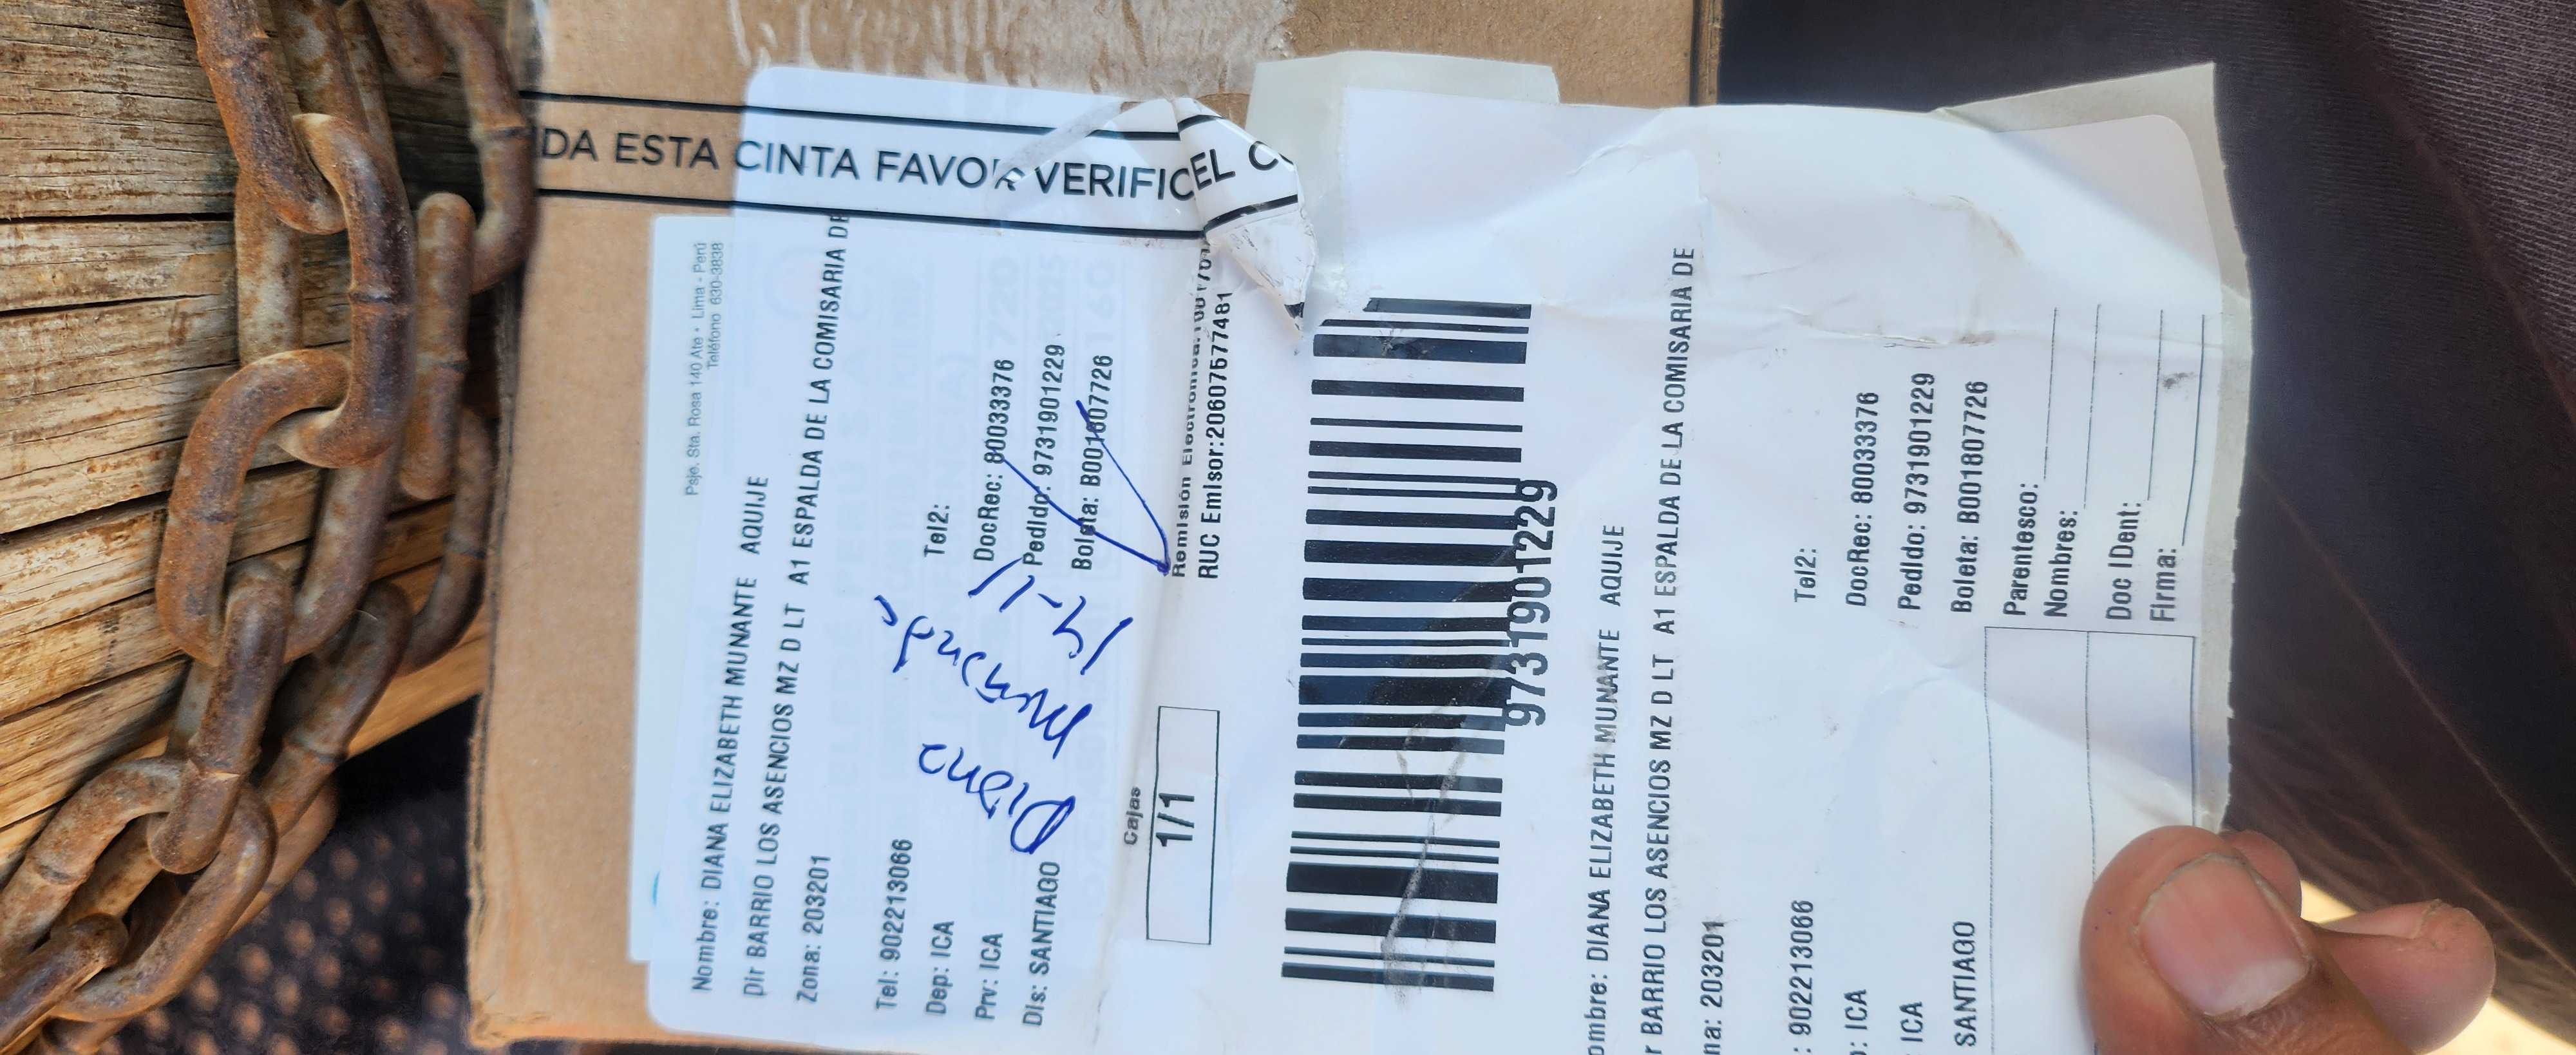 DA ESTA CINTA FAVOR VERIFIC EL C
Psje. Sta. Rosa 140 Ate • Lima - Perú
Teléfono 630-3838
Nombre: DIANA ELIZABETH MUNANTE AQUIJE
Dir BARRIO LOS ASENCIOS MZ D LT A1 ESPALDA DE LA COMISARIA DE
Zona: 203201
Tel: 902213066 Tel2:
Dep: ICA DocRec: 80033376
Prv: ICA Pedido: 9731901229
Dis: SANTIAGO Boleta: B001807726
Diana
Muñante
19-11
Cajas
1/1
Remisión Electrónica:
RUC Emisor:20607577481
9731901229
ombre: DIANA ELIZABETH MUNANTE AQUIJE
r BARRIO LOS ASENCIOS MZ D LT A1 ESPALDA DE LA COMISARIA DE
na: 203201
: 902213066 Tel2:
: ICA DocRec: 80033376
ICA Pedido: 9731901229
SANTIAGO Boleta: B001807726
Parentesco:
Nombres:
Doc IDent:
Firma: